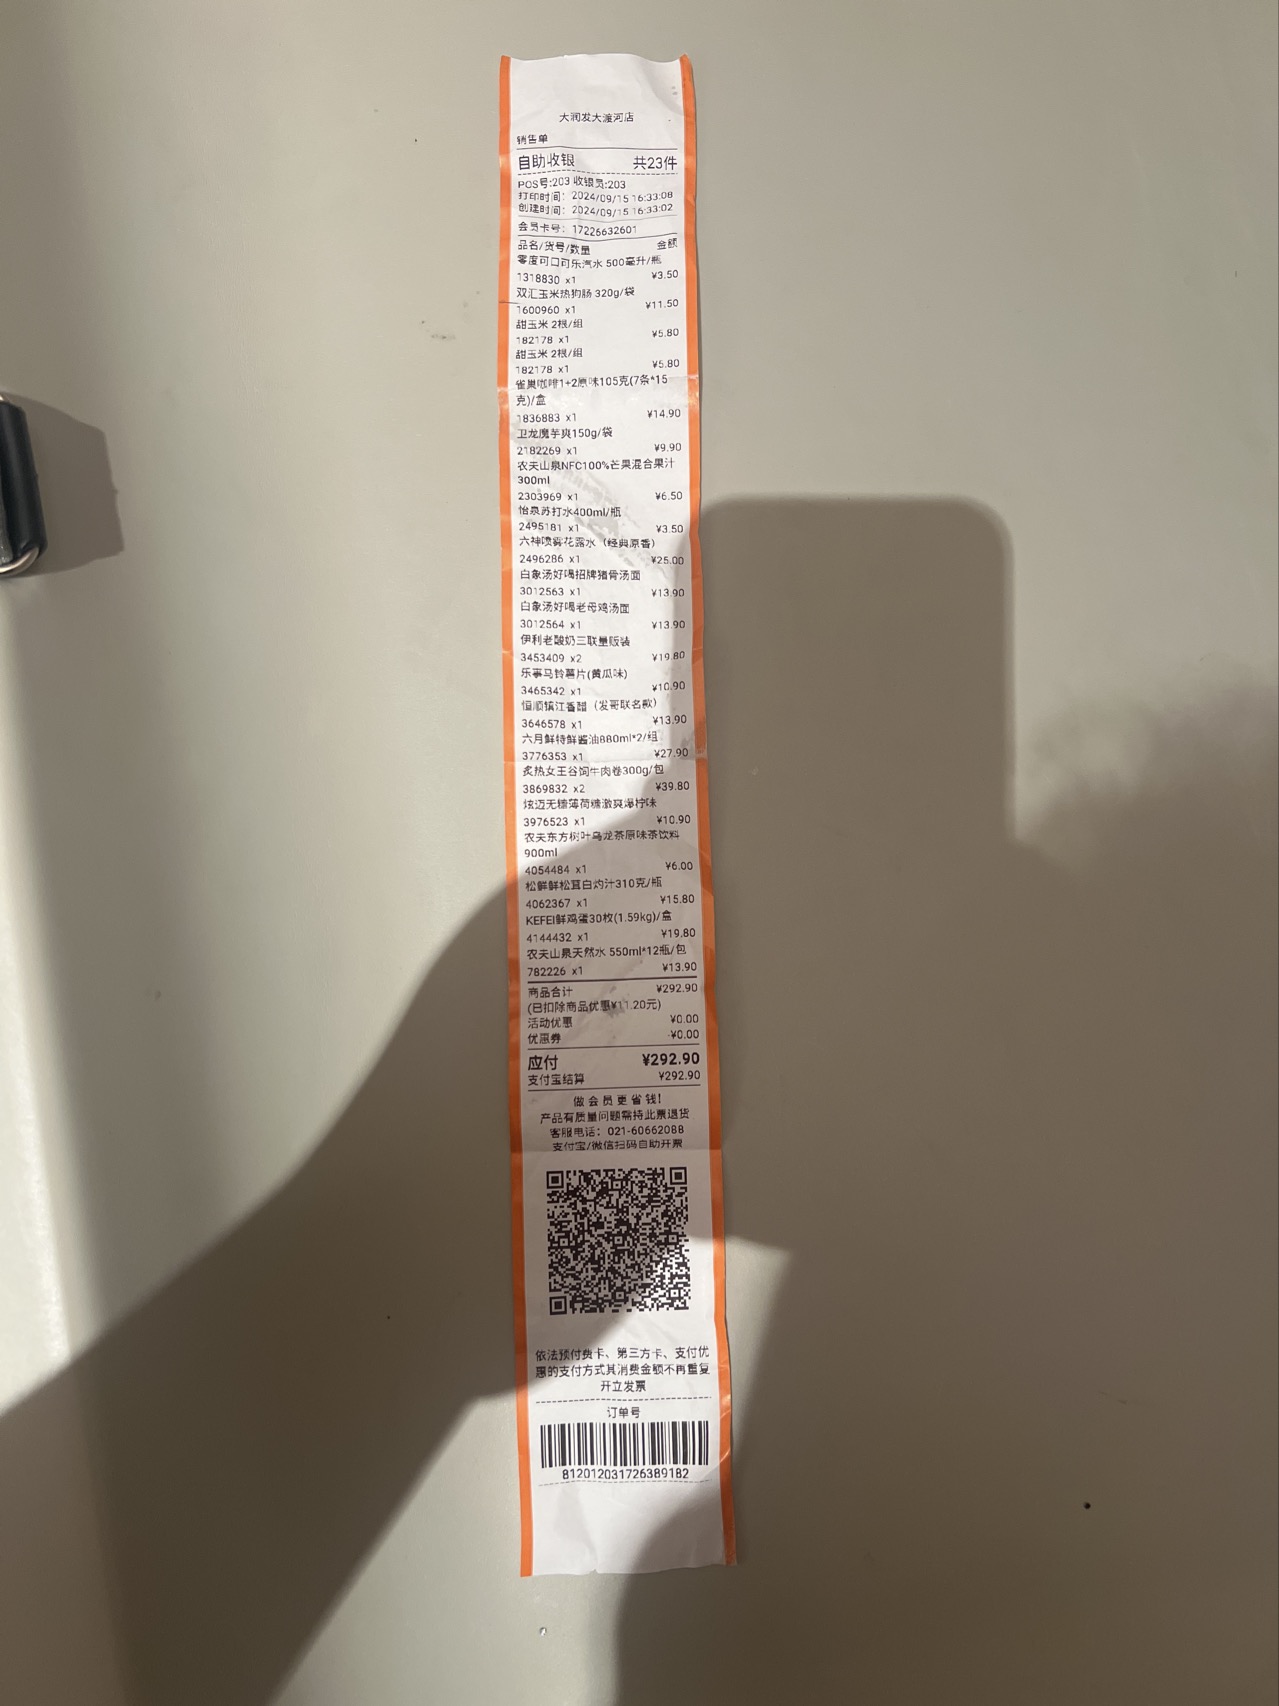 大润发大渡河店
销售单
自助收银 共23件
POS号:203 收银员:203
打印时间：2024/09/15 16:33:08
创建时间：2024/09/15 16:33:02
会员卡号：17226632601
品名/货号/数量 金额
零度可口可乐汽水 500毫升/瓶
1318830 x1 ¥3.50
双汇玉米热狗肠 320g/袋
1600960 x1 ¥11.50
甜玉米 2根/组
182178 x1 ¥5.80
甜玉米 2根/组
182178 x1 ¥5.80
雀巢咖啡1+2原味105克(7条*15
克)/盒
1836883 x1 ¥14.90
卫龙魔芋爽150g/袋
2182269 x1 ¥9.90
农夫山泉NFC100%芒果混合果汁
300ml
2303969 x1 ¥6.50
怡泉苏打水400ml/瓶
2495181 x1 ¥3.50
六神喷雾花露水（经典原香）
2496286 x1 ¥25.00
白象汤好喝招牌猪骨汤面
3012563 x1 ¥13.90
白象汤好喝老母鸡汤面
3012564 x1 ¥13.90
伊利老酸奶三联量贩装
3453409 x2 ¥19.80
乐事马铃薯片(黄瓜味)
3465342 x1 ¥10.90
恒顺镇江香醋（发哥联名款）
3646578 x1 ¥13.90
六月鲜特鲜酱油880ml*2/组
3776353 x1 ¥27.90
炙热女王谷饲牛肉卷300g/包
3869832 x2 ¥39.80
炫迈无糖薄荷糖激爽爆柠味
3976523 x1 ¥10.90
农夫东方树叶乌龙茶原味茶饮料
900ml
4054484 x1 ¥6.00
松鲜鲜松茸白灼汁310克/瓶
4062367 x1 ¥15.80
KEFEI鲜鸡蛋30枚(1.59kg)/盒
4144432 x1 ¥19.80
农夫山泉天然水 550ml*12瓶/包
782226 x1 ¥13.90
商品合计 ¥292.90
(已扣除商品优惠¥11.20元)
活动优惠 ¥0.00
优惠券 -¥0.00
应付 ¥292.90
支付宝结算 ¥292.90
做会员更省钱!
产品有质量问题需持此票退货
客服电话：021-60662088
支付宝/微信扫码自助开票
依法预付费卡、第三方卡、支付优
惠的支付方式其消费金额不再重复
开立发票
订单号
812012031726389182